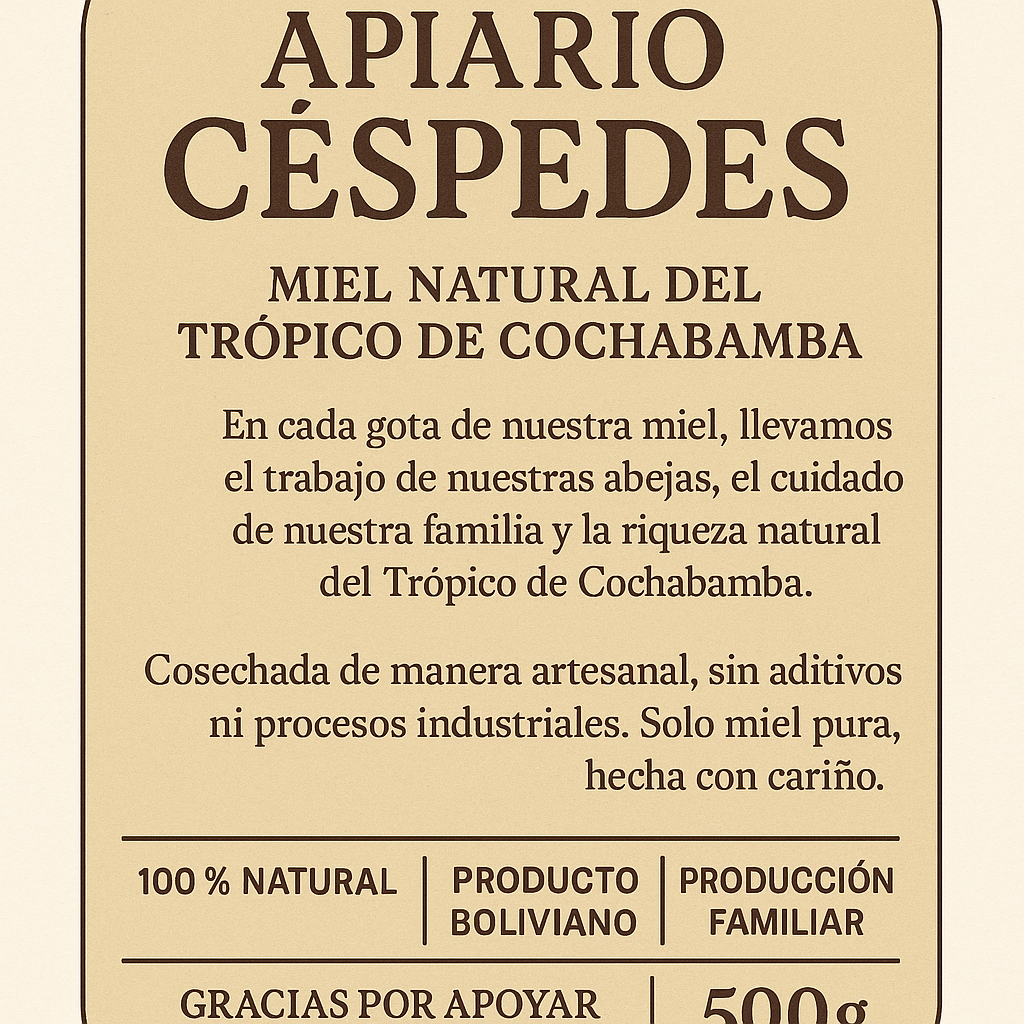 APIARIO
CÉSPEDES
MIEL NATURAL DEL
TRÓPICO DE COCHABAMBA
En cada gota de nuestra miel, llevamos
el trabajo de nuestras abejas, el cuidado
de nuestra familia y la riqueza natural
del Trópico de Cochabamba.
Cosechada de manera artesanal, sin aditivos
ni procesos industriales. Solo miel pura,
hecha con cariño.
100 % NATURAL
PRODUCTO
BOLIVIANO
PRODUCCIÓN
FAMILIAR
GRACIAS POR APOYAR
500g